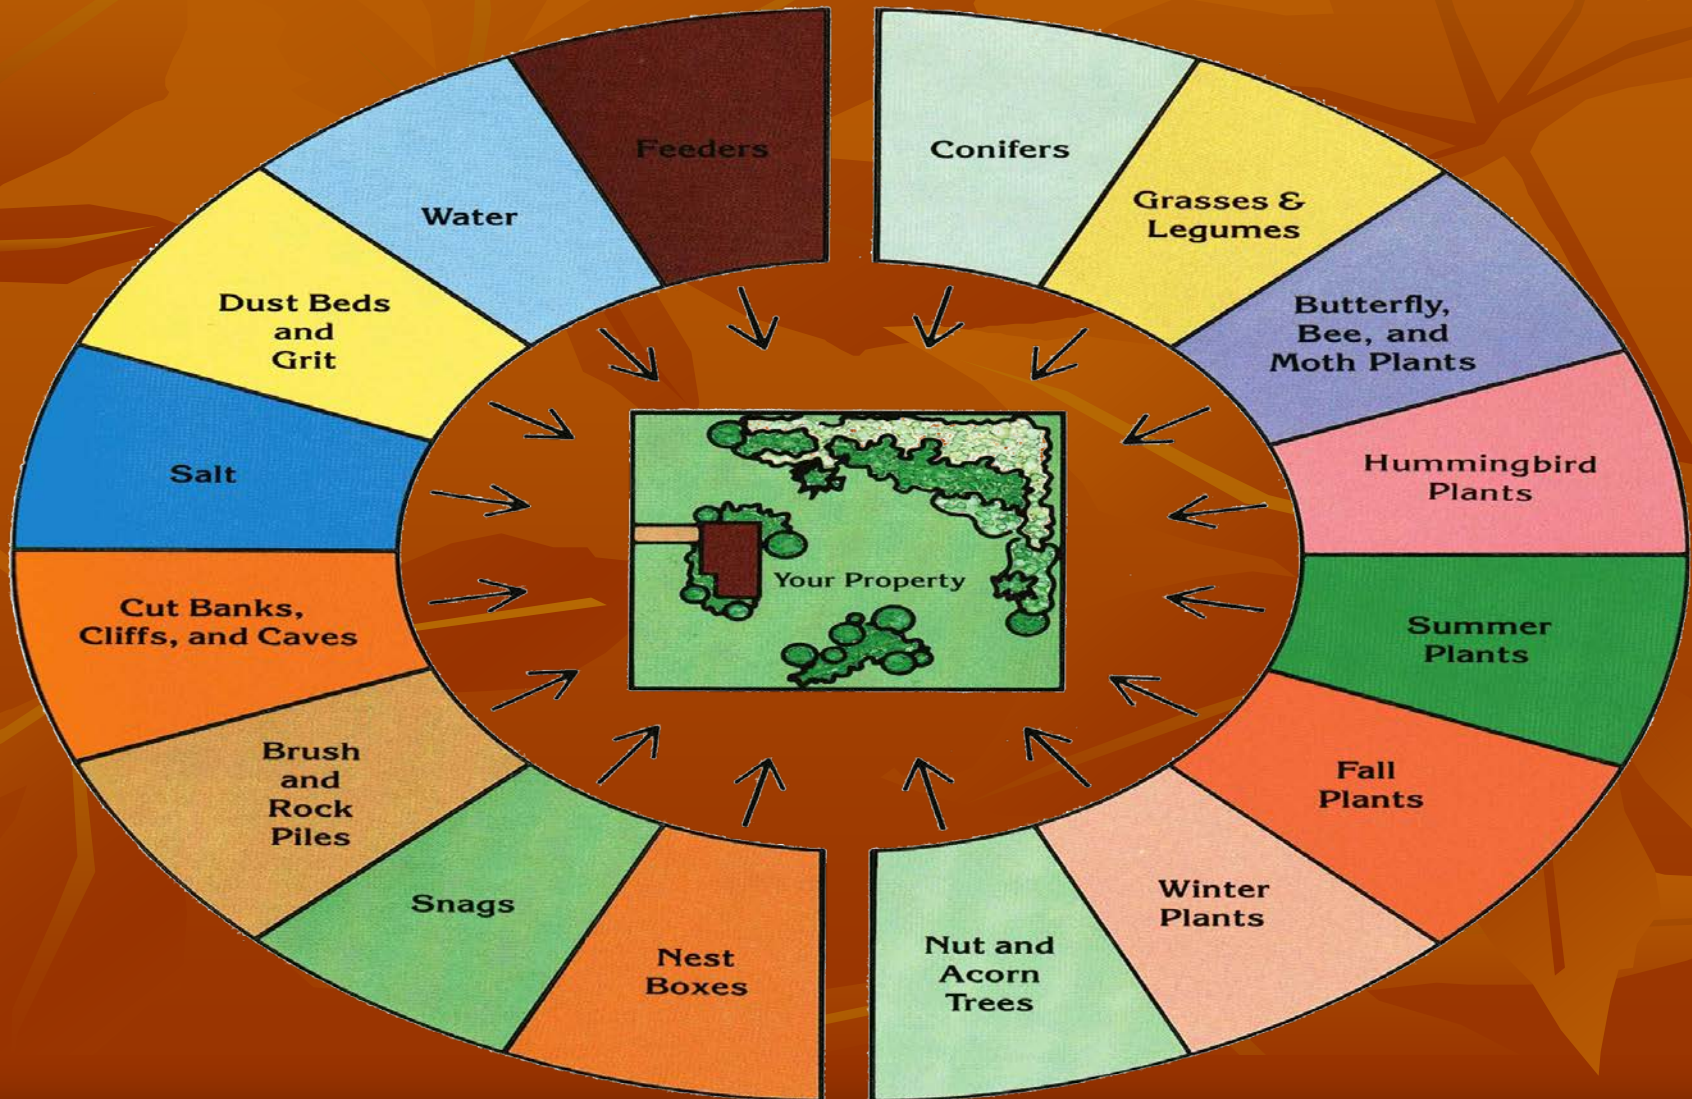 Feeders
Conifers
Water
Grasses &
Legumes
Dust Beds
and
Grit
Butterfly,
Bee, and
Moth Plants
Salt
Hummingbird
Plants
Your Property
Cut Banks,
Cliffs, and Caves
Summer
Plants
Brush
and
Rock
Piles
Fall
Plants
Snags
Winter
Plants
Nest
Boxes
Nut and
Acorn
Trees